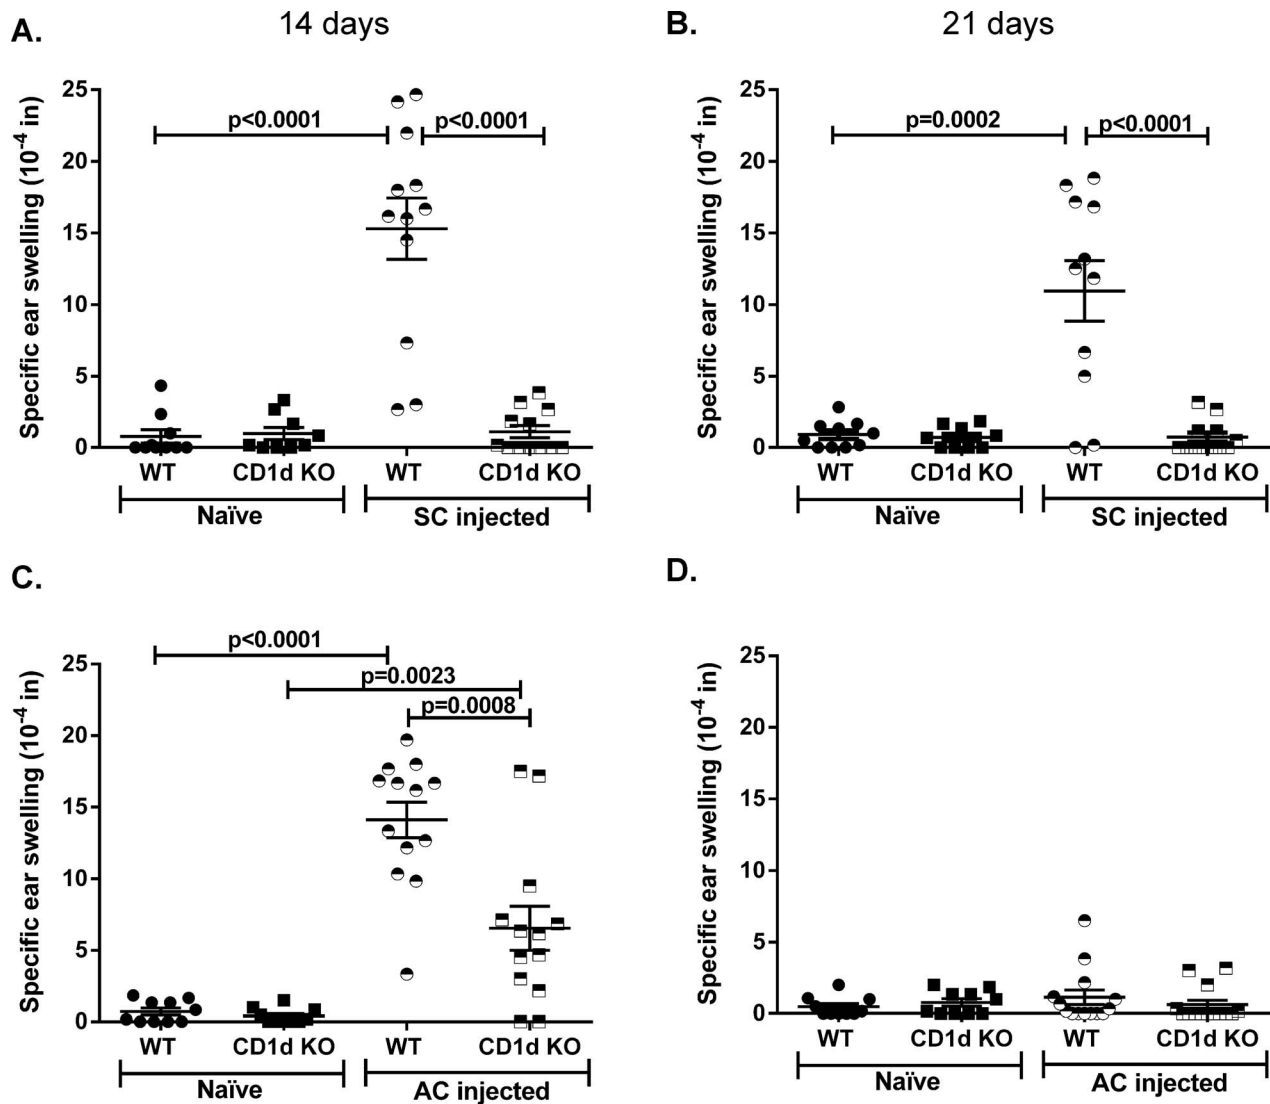 A.
14 days
Specific ear swelling (10-4 in)
25
20
15
10
5
0
p<0.0001
p<0.0001
WT
CD1d KO
WT
CD1d KO
Naïve
SC injected
B.
21 days
Specific ear swelling (10-4 in)
25
20
15
10
5
0
p=0.0002
p<0.0001
WT
CD1d KO
WT
CD1d KO
Naïve
SC injected
C.
Specific ear swelling (10-4 in)
25
20
15
10
5
0
p<0.0001
p=0.0023
p=0.0008
WT
CD1d KO
WT
CD1d KO
Naïve
AC injected
D.
Specific ear swelling (10-4 in)
25
20
15
10
5
0
WT
CD1d KO
WT
CD1d KO
Naïve
AC injected